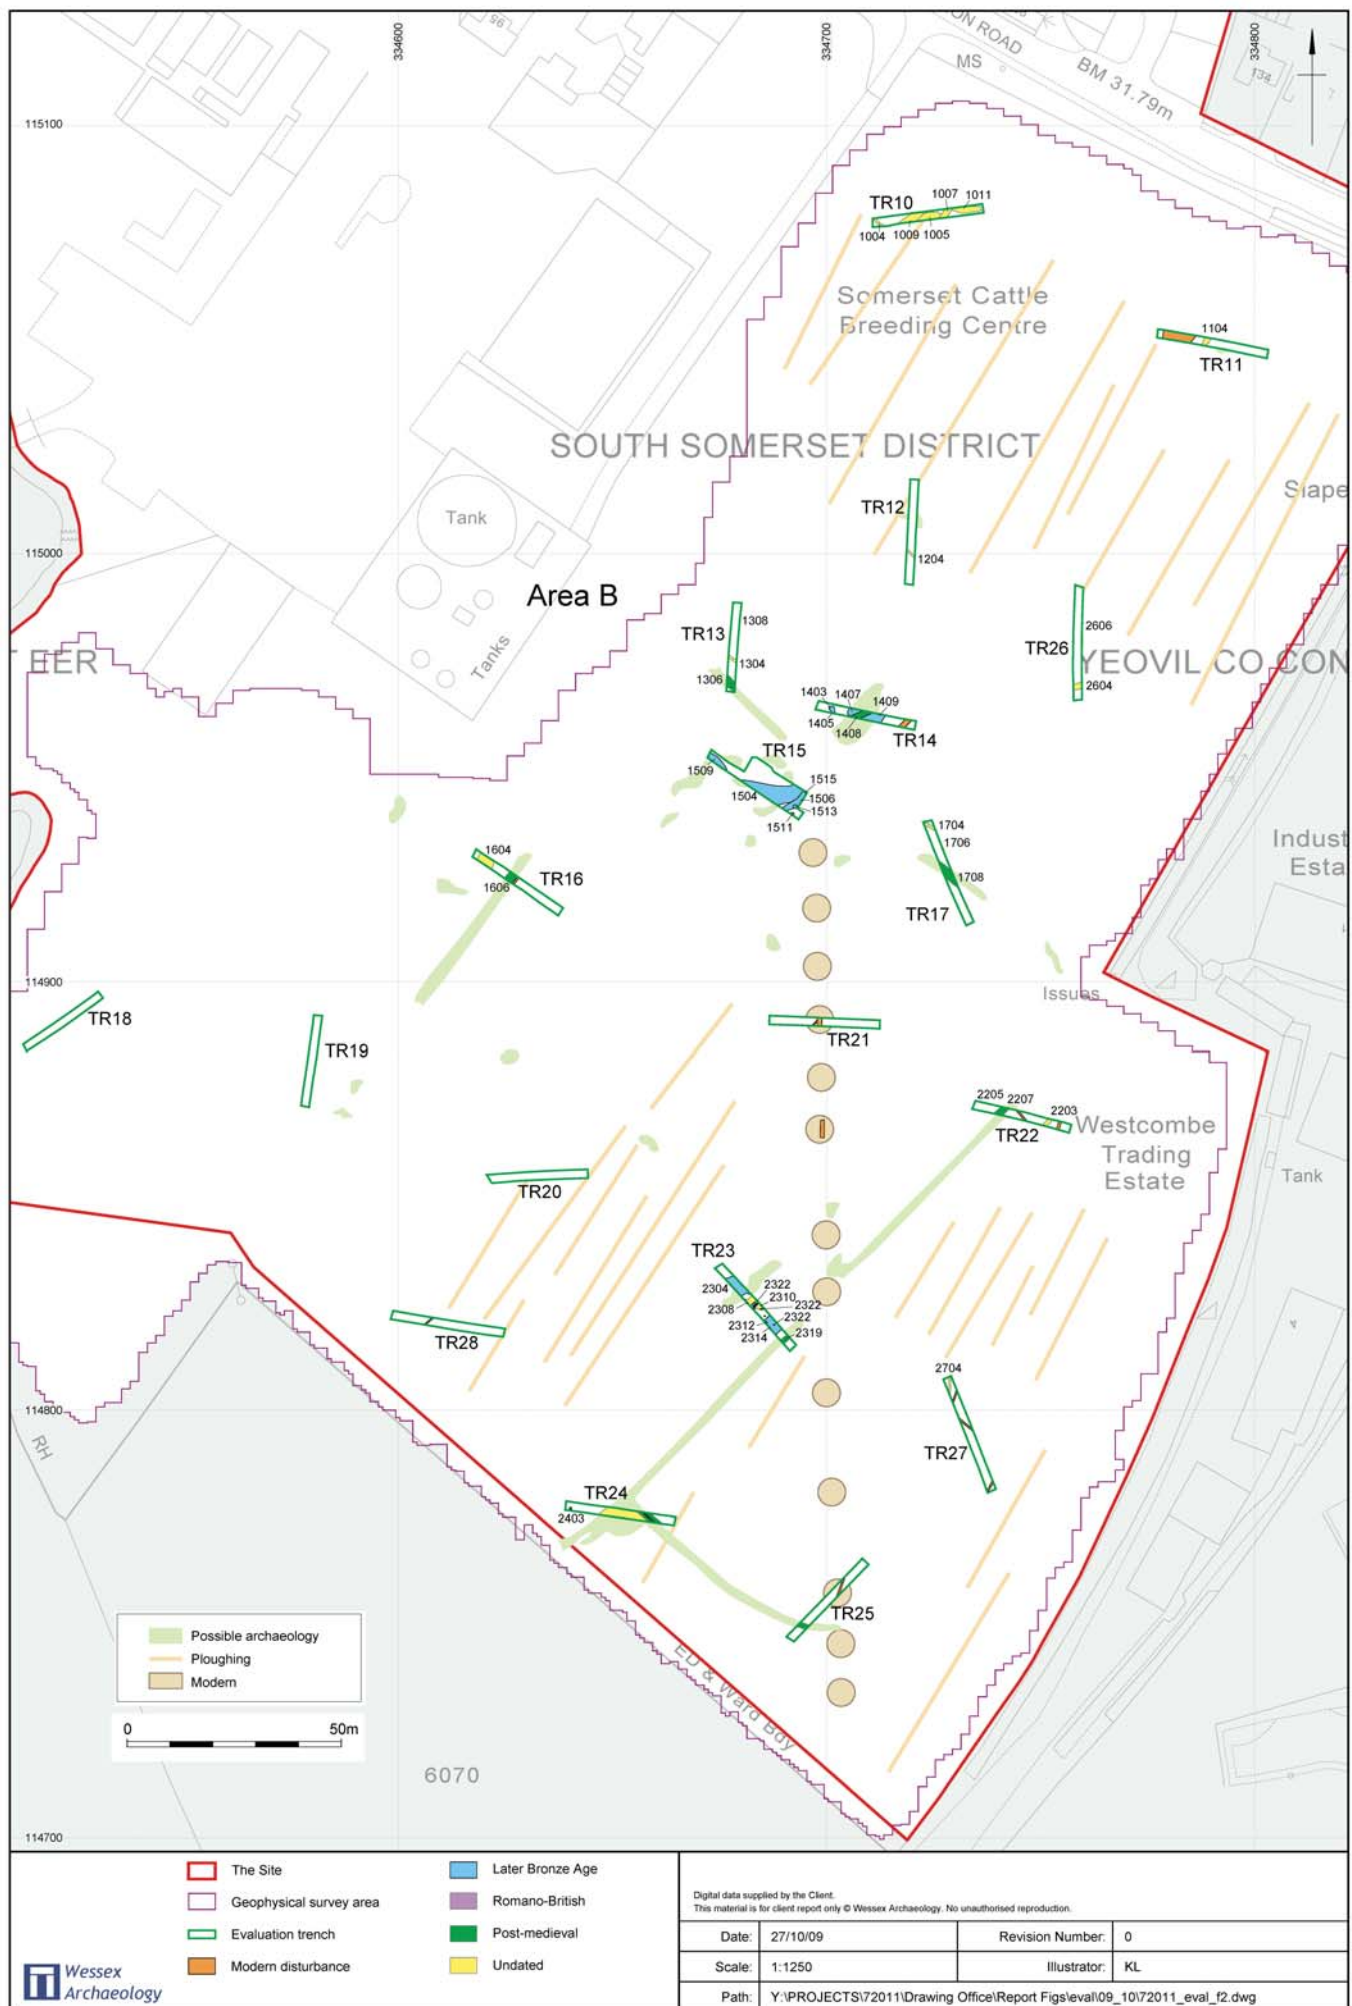 334600
334700
334800
95
ON ROAD
MS
BM 31.79m
134
115100
TR10
1007
1011
1004
1009
1005
Somerset Cattle
Breeding Centre
1104
TR11
SOUTH SOMERSET DISTRICT
Slape
TR12
1204
Tank
115000
Area B
Tanks
TR13
1308
1304
1306
TR26
2606
2604
EER
YEOVIL CO CON
1403
1407
1409
1405
1408
TR14
TR15
1509
1504
1515
1506
1513
1511
1704
1706
1708
TR17
Indust
Esta
1604
1606
TR16
114900
Issues
TR18
TR19
TR21
2205
2207
2203
TR22
Westcombe
Trading
Estate
Tank
TR20
TR23
2304
2322
2310
2308
2322
2312
2322
2314
2319
TR28
2704
TR27
114800
RH
TR24
2403
TR25
ED & Ward Bdy
Possible archaeology
Ploughing
Modern
0
50m
6070
114700
The Site
Geophysical survey area
Evaluation trench
Modern disturbance
Later Bronze Age
Romano-British
Post-medieval
Undated
Wessex
Archaeology
Digital data supplied by the Client.
This material is for client report only © Wessex Archaeology. No unauthorised reproduction.
Date: 27/10/09 Revision Number: 0
Scale: 1:1250 Illustrator: KL
Path: Y:\PROJECTS\72011\Drawing Office\Report Figs\eval\09_10\72011_eval_f2.dwg